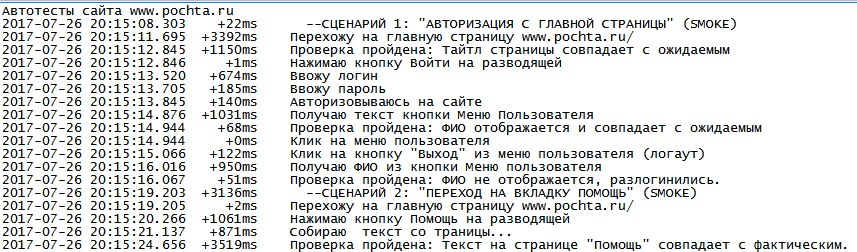 Автотесты сайта www.pochta.ru
2017-07-26 20:15:08.303 +22ms --СЦЕНАРИЙ 1: "АВТОРИЗАЦИЯ С ГЛАВНОЙ СТРАНИЦЫ" (SMOKE)
2017-07-26 20:15:11.695 +3392ms Перехожу на главную страницу www.pochta.ru/
2017-07-26 20:15:12.845 +1150ms Проверка пройдена: Тайтл страницы совпадает с ожидаемым
2017-07-26 20:15:12.846 +1ms Нажимаю кнопку Войти на разводящей
2017-07-26 20:15:13.520 +674ms Ввожу логин
2017-07-26 20:15:13.705 +185ms Ввожу пароль
2017-07-26 20:15:13.845 +140ms Авторизовываюсь на сайте
2017-07-26 20:15:14.876 +1031ms Получаю текст кнопки Меню Пользователя
2017-07-26 20:15:14.944 +68ms Проверка пройдена: ФИО отображается и совпадает с ожидаемым
2017-07-26 20:15:14.944 +0ms Клик на меню пользователя
2017-07-26 20:15:15.066 +122ms Клик на кнопку "Выход" из меню пользователя (логаут)
2017-07-26 20:15:16.016 +950ms Получаю ФИО из кнопки Меню Пользователя
2017-07-26 20:15:16.067 +51ms Проверка пройдена: ФИО не отображается, разлогинились.
2017-07-26 20:15:19.203 +3136ms --СЦЕНАРИЙ 2: "ПЕРЕХОД НА ВКЛАДКУ ПОМОЩЬ" (SMOKE)
2017-07-26 20:15:19.205 +2ms Перехожу на главную страницу www.pochta.ru/
2017-07-26 20:15:20.266 +1061ms Нажимаю кнопку Помощь на разводящей
2017-07-26 20:15:21.137 +871ms Собираю текст со траницы...
2017-07-26 20:15:24.656 +3519ms Проверка пройдена: Текст на странице "Помощь" совпадает с фактическим.